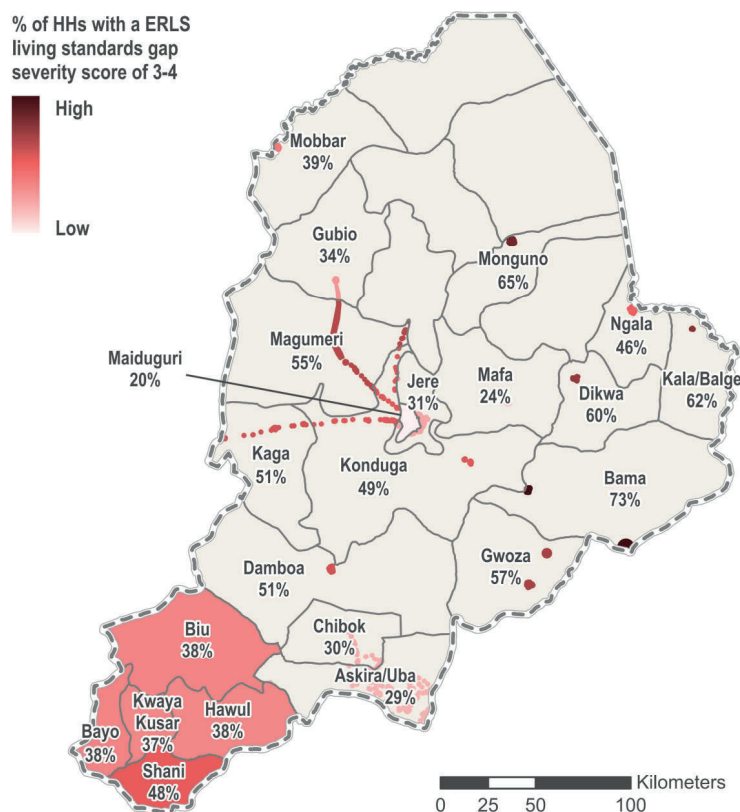 % of HHs with a ERLS
living standards gap
severity score of 3-4
High
Low
Mobbar
39%
Gubio
34%
Monguno
65%
Magumeri
55%
Ngala
46%
Maiduguri
20%
Jere
31%
Mafa
24%
Dikwa
60%
Kala/Balge
62%
Kaga
51%
Konduga
49%
Bama
73%
Damboa
51%
Gwoza
57%
Biu
38%
Chibok
30%
Askira/Uba
29%
Kwaya
Kusar
37%
Hawul
38%
Bayo
38%
Shani
48%
Kilometers
0 25 50 100